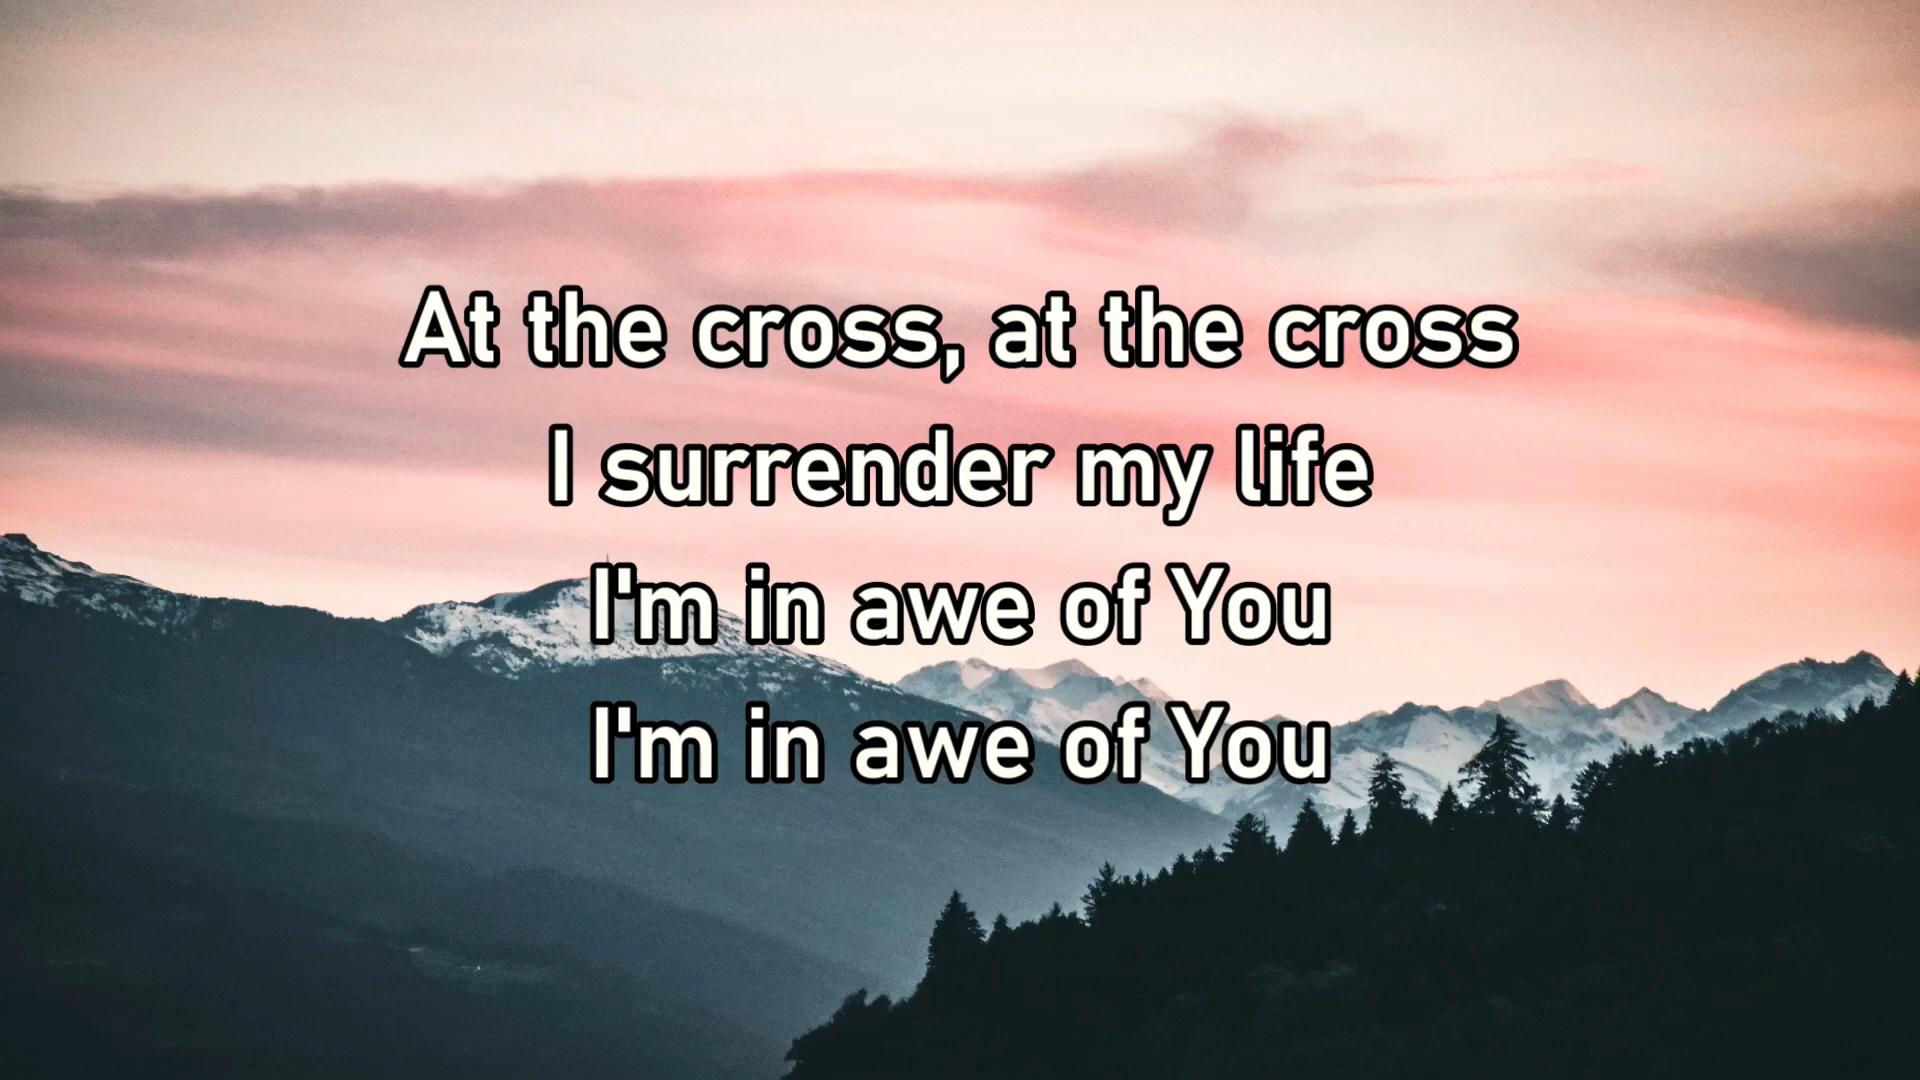 At the cross, at the cross
I surrender my life
I'm in awe of You
I'm in awe of You